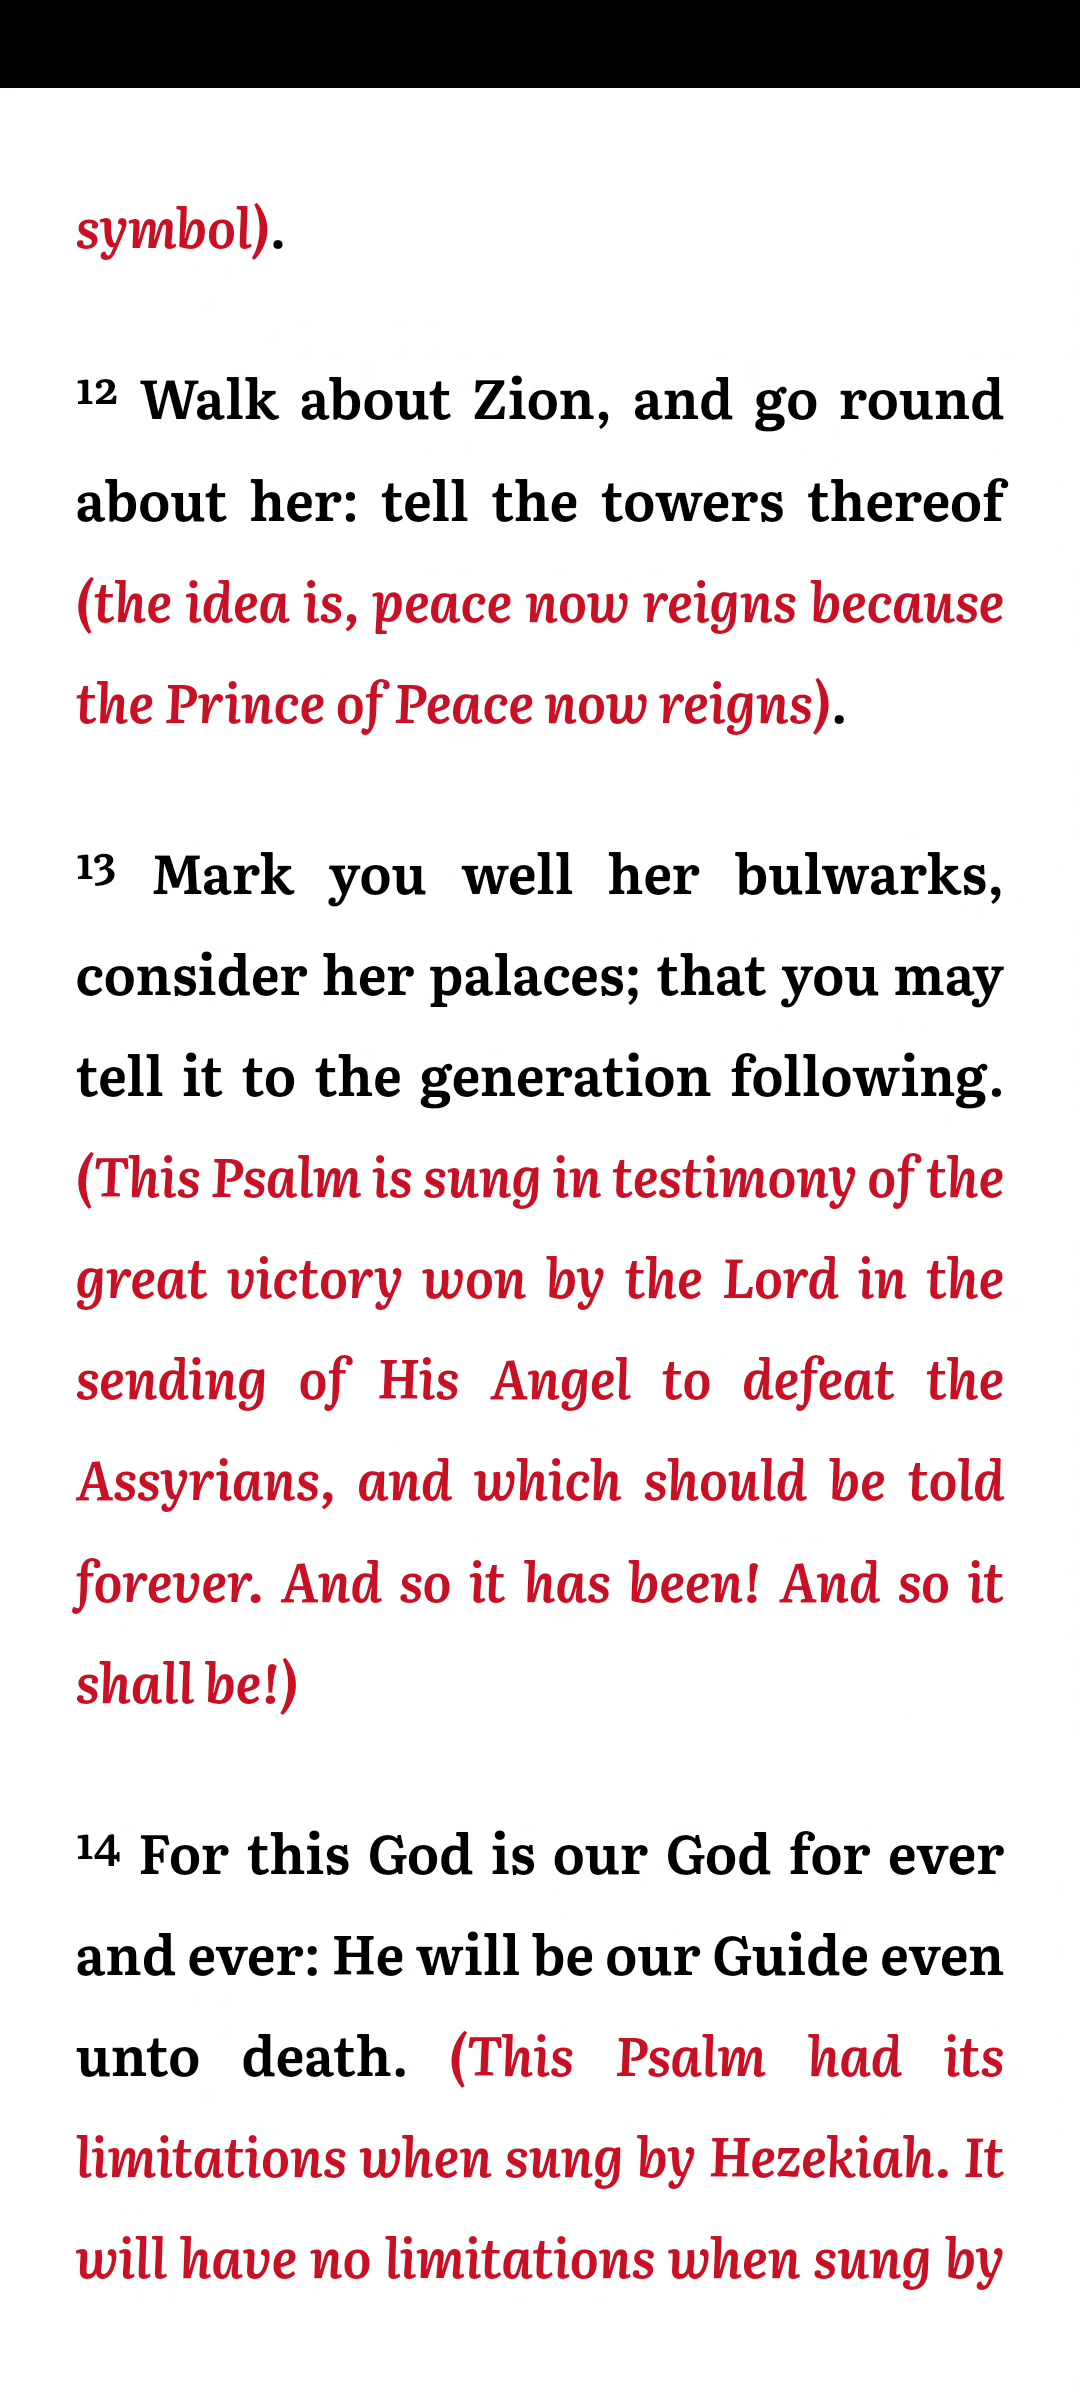 symbol).
12 Walk about Zion, and go round
about her: tell the towers thereof
(the idea is, peace now reigns because
the Prince of Peace now reigns).
13 Mark you well her bulwarks,
consider her palaces; that you may
tell it to the generation following.
(This Psalm is sung in testimony of the
great victory won by the Lord in the
sending of His Angel to defeat the
Assyrians, and which should be told
forever. And so it has been! And so it
shall be!)
14 For this God is our God for ever
and ever: He will be our Guide even
unto death. (This Psalm had its
limitations when sung by Hezekiah. It
will have no limitations when sung by